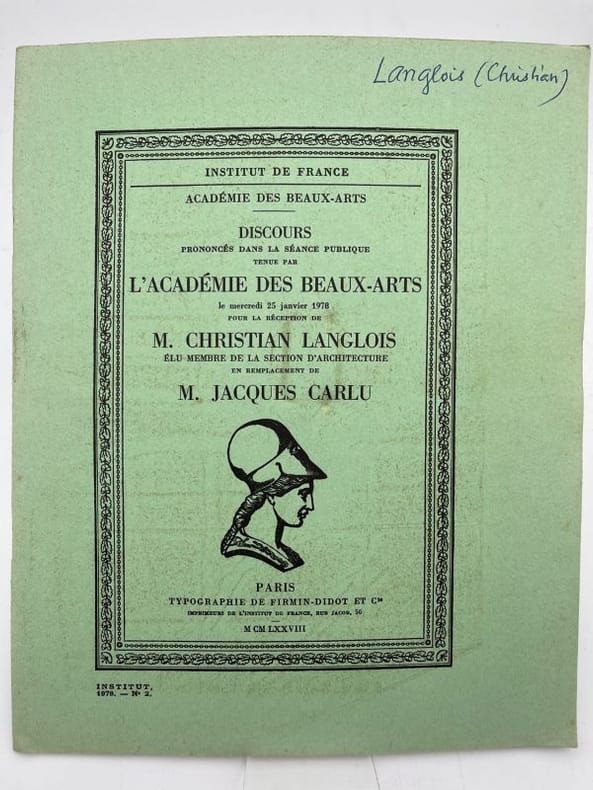 Langlois (Christian)
INSTITUT DE FRANCE
ACADÉMIE DES BEAUX-ARTS
DISCOURS
PRONONCÉS DANS LA SÉANCE PUBLIQUE
TENUE PAR
L'ACADÉMIE DES BEAUX-ARTS
le mercredi 25 janvier 1978
POUR LA RÉCEPTION DE
M. CHRISTIAN LANGLOIS
ÉLU MEMBRE DE LA SECTION D'ARCHITECTURE
EN REMPLACEMENT DE
M. JACQUES CARLU
PARIS
TYPOGRAPHIE DE FIRMIN-DIDOT ET Cie
IMPRIMEURS DE L'INSTITUT DE FRANCE, RUE JACOB, 56
M CM LXXVIII
INSTITUT.
1978. — N° 2.